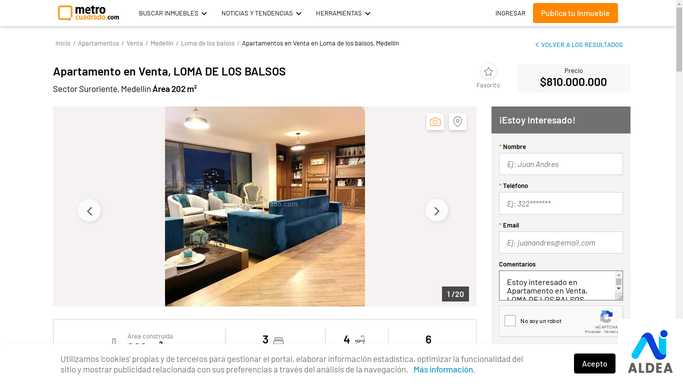 metro
cuadrado.com
BUSCAR INMUEBLES
NOTICIAS Y TENDENCIAS
HERRAMIENTAS
INGRESAR
Publica tu Inmueble
Inicio / Apartamentos / Venta / Medellín / Loma de los balsos / Apartamentos en Venta en Loma de los balsos, Medellín
VOLVER A LOS RESULTADOS
Apartamento en Venta, LOMA DE LOS BALSOS
Sector Suroriente, Medellín Área 202 m²
Favorito
Precio
$810.000.000
¡Estoy Interesado!
* Nombre
Ej: Juan Andres
* Teléfono
Ej: 322*******
* Email
Ej: juanandres@email.com
Comentarios
Estoy interesado en
Apartamento en Venta,
LOMA DE LOS BALSOS
1 / 20
No soy un robot
reCAPTCHA
Privacidad - Términos
Área construida
3
4
6
Utilizamos 'cookies' propias y de terceros para gestionar el portal, elaborar información estadística, optimizar la funcionalidad del
sitio y mostrar publicidad relacionada con sus preferencias a través del análisis de la navegación. Más información.
Acepto
ALDEA